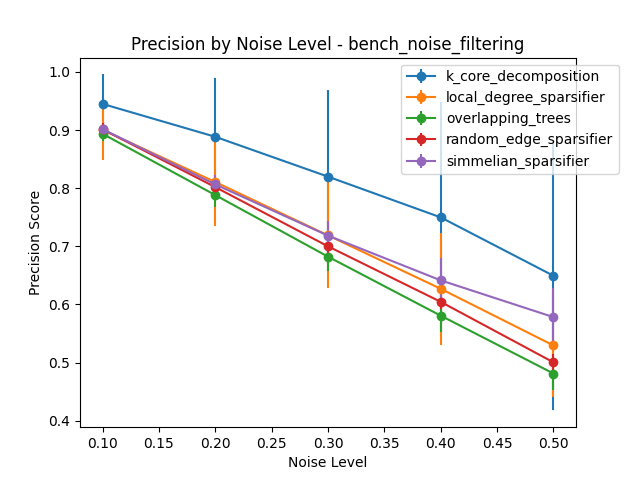 Precision by Noise Level - bench_noise_filtering
k_core_decomposition
local_degree_sparsifier
overlapping_trees
random_edge_sparsifier
simmelian_sparsifier
Precision Score
1.0
0.9
0.8
0.7
0.6
0.5
0.4
0.10 0.15 0.20 0.25 0.30 0.35 0.40 0.45 0.50
Noise Level